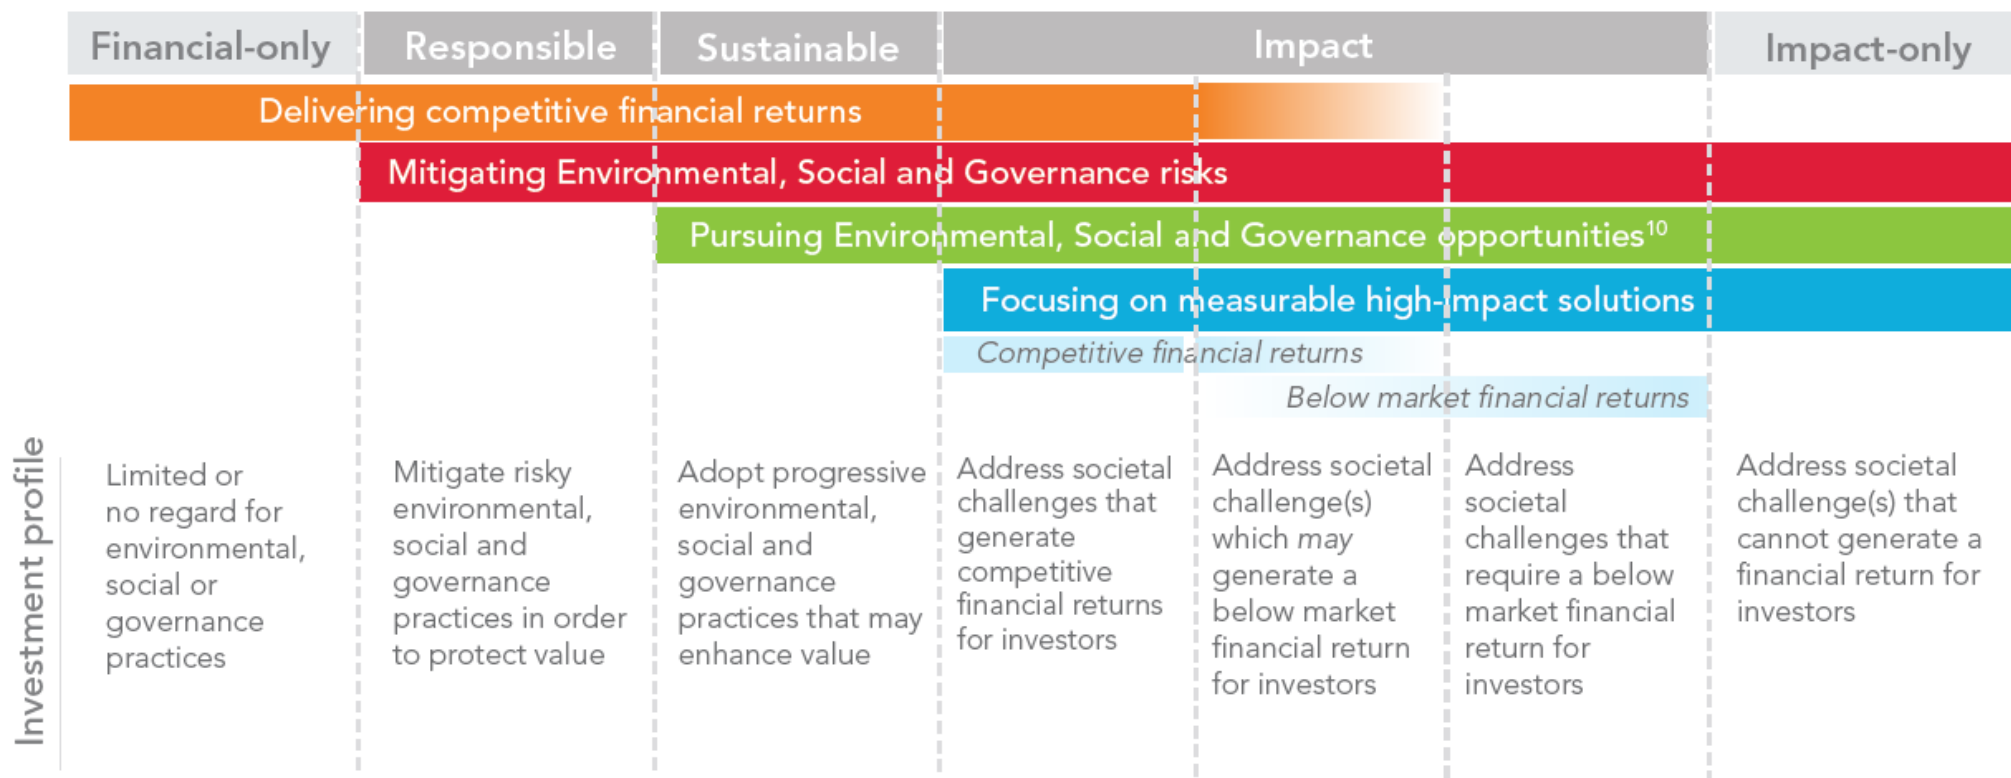 Financial-only
Responsible
Sustainable
Impact
Impact-only
Delivering competitive financial returns
Mitigating Environmental, Social and Governance risks
Pursuing Environmental, Social and Governance opportunities¹⁰
Focusing on measurable high-impact solutions
Competitive financial returns
Below market financial returns
Investment profile
Limited or
no regard for
environmental,
social or
governance
practices
Mitigate risky
environmental,
social and
governance
practices in order
to protect value
Adopt progressive
environmental,
social and
governance
practices that may
enhance value
Address societal
challenges that
generate
competitive
financial returns
for investors
Address societal
challenge(s)
which may
generate a
below market
financial return
for investors
Address
societal
challenges that
require a below
market financial
return for
investors
Address societal
challenge(s) that
cannot generate a
financial return for
investors